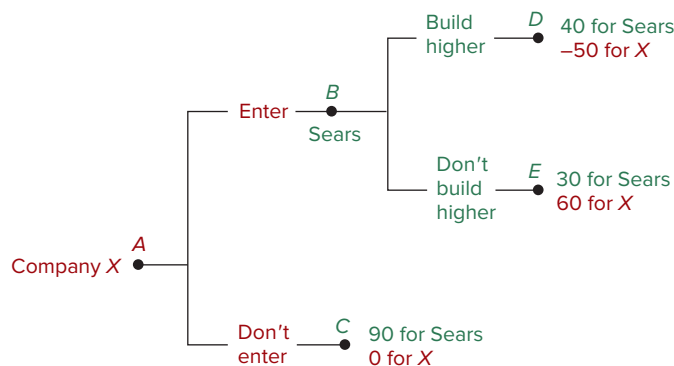 Build
higher
D
40 for Sears
–50 for X
Enter
B
Sears
Don't
build
higher
E
30 for Sears
60 for X
Company X
A
Don't
enter
C
90 for Sears
0 for X